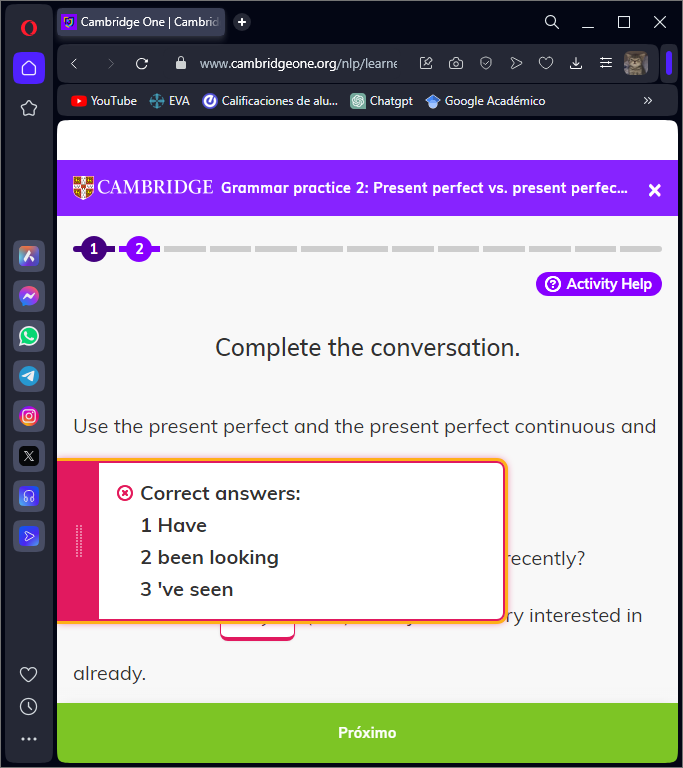 Cambridge One | Cambrid
www.cambridgeone.org/nlp/learne
YouTube
EVA
Calificaciones de alu...
Chatgpt
Google Académico
»
CAMBRIDGE
Grammar practice 2: Present perfect vs. present perfec...
1
2
Activity Help
Complete the conversation.
Use the present perfect and the present perfect continuous and
Correct answers:
1 Have
2 been looking
3 've seen
recently?
ry interested in
already.
Próximo